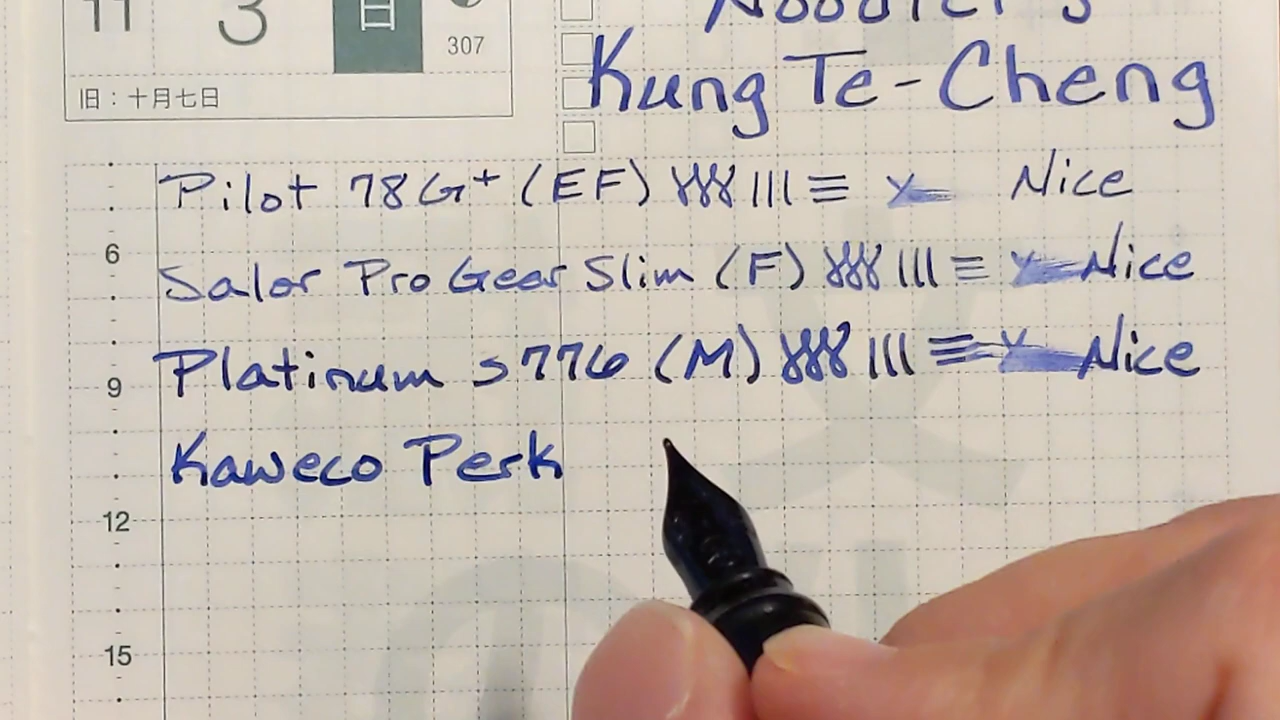 11 3 日
307
旧：十月七日
Noodler's
Kung Te-Cheng
Pilot 78G+ (EF) X Nice
6
Salor Pro Gear Slim (F) X Nice
Platinum 3776 (M) X Nice
9
Kaweco Perk
12
15